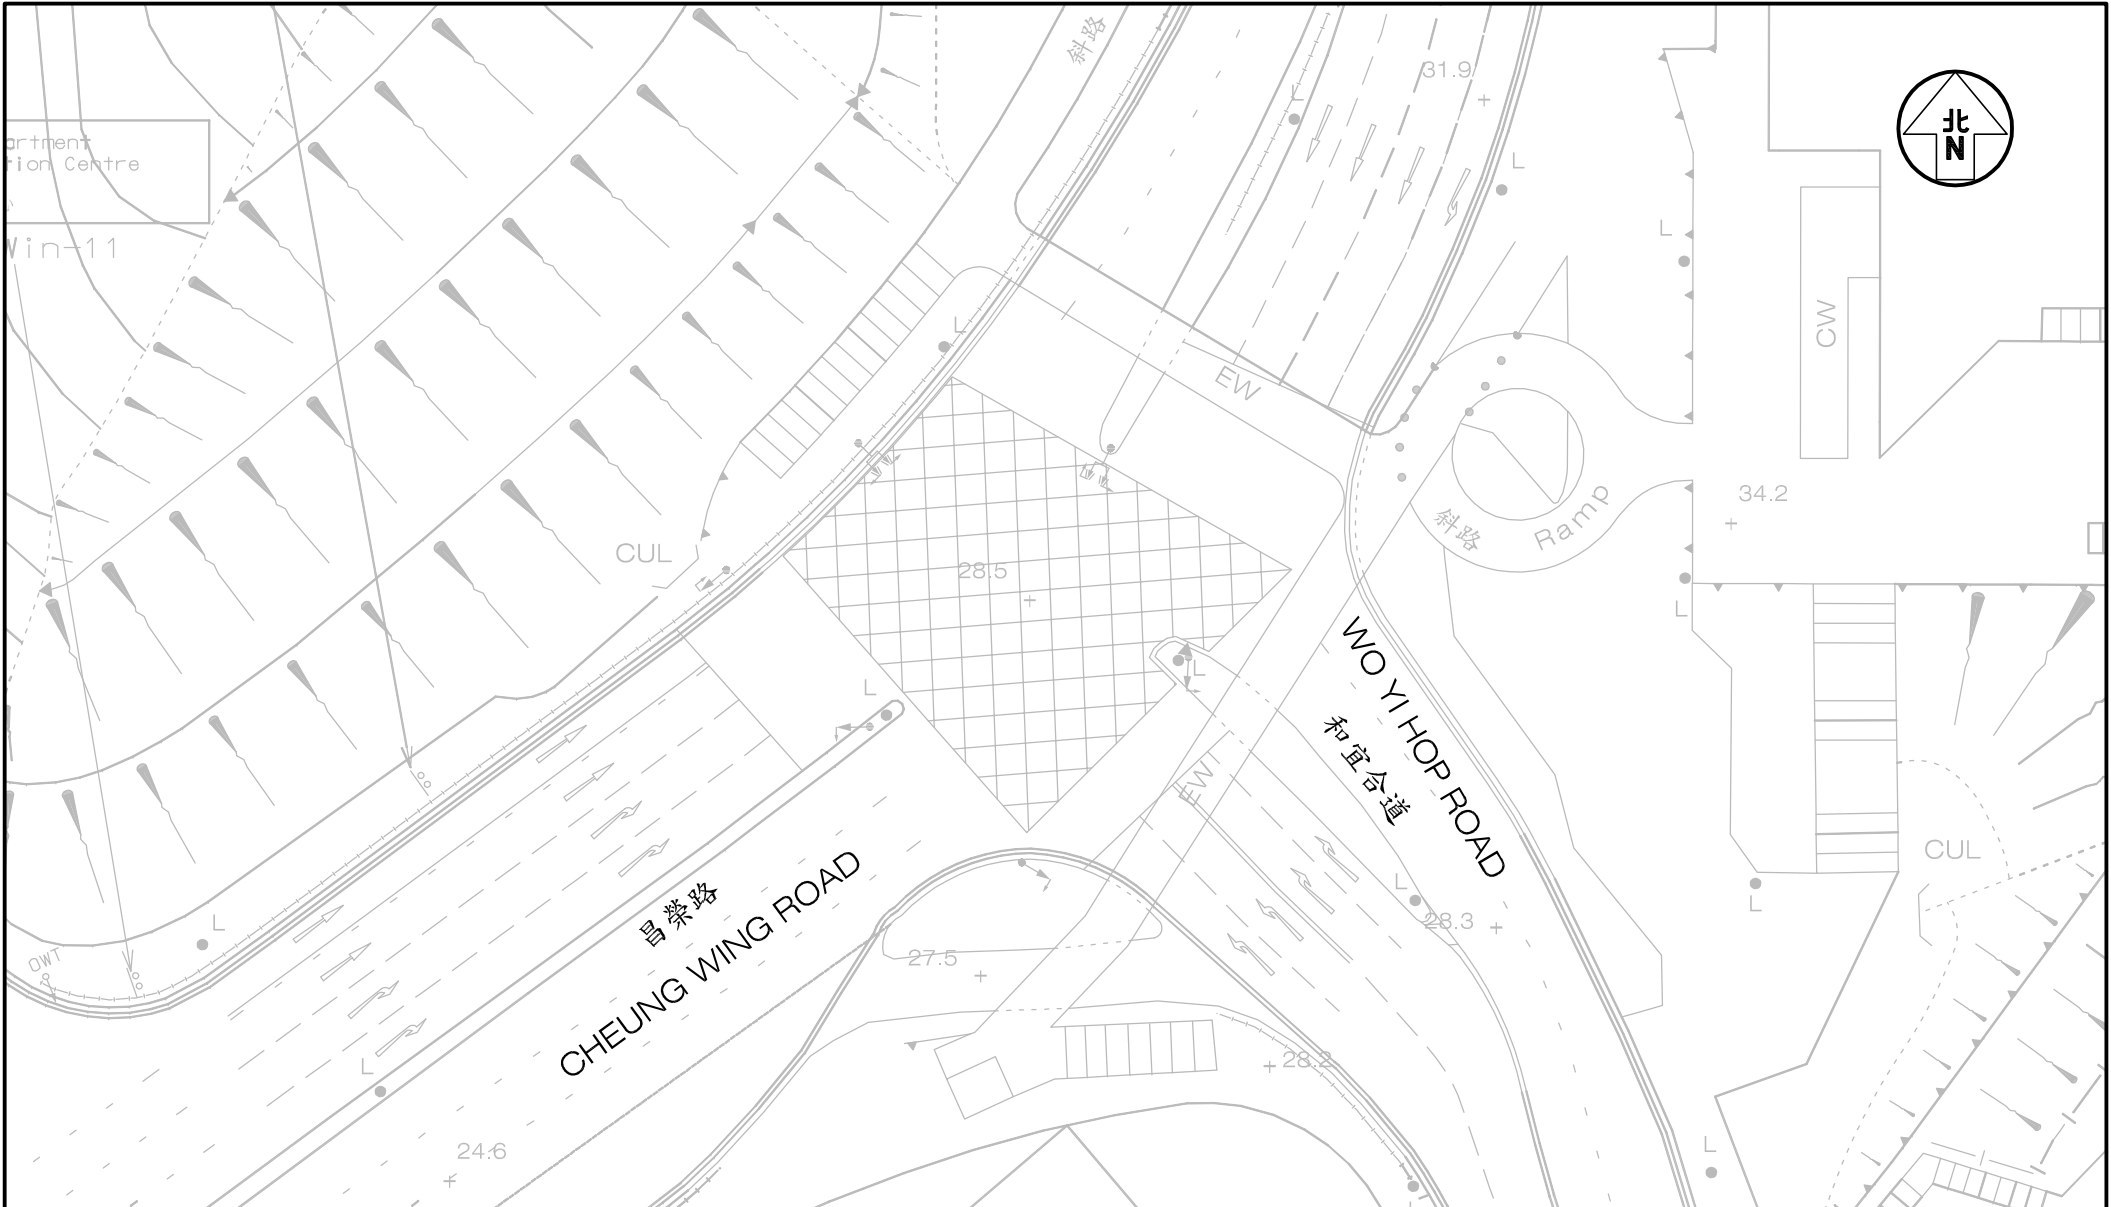 斜路
31.9
L
L
北
N
artment
tion Centre
Win-11
L
CW
L
EW
34.2
斜路
Ramp
CUL
28.5
L
WO YI HOP ROAD
和宜合道
L
L
EW
CUL
昌榮路
CHEUNG WING ROAD
L
L
28.3
L
OWT
27.5
28.2
L
24.6
L